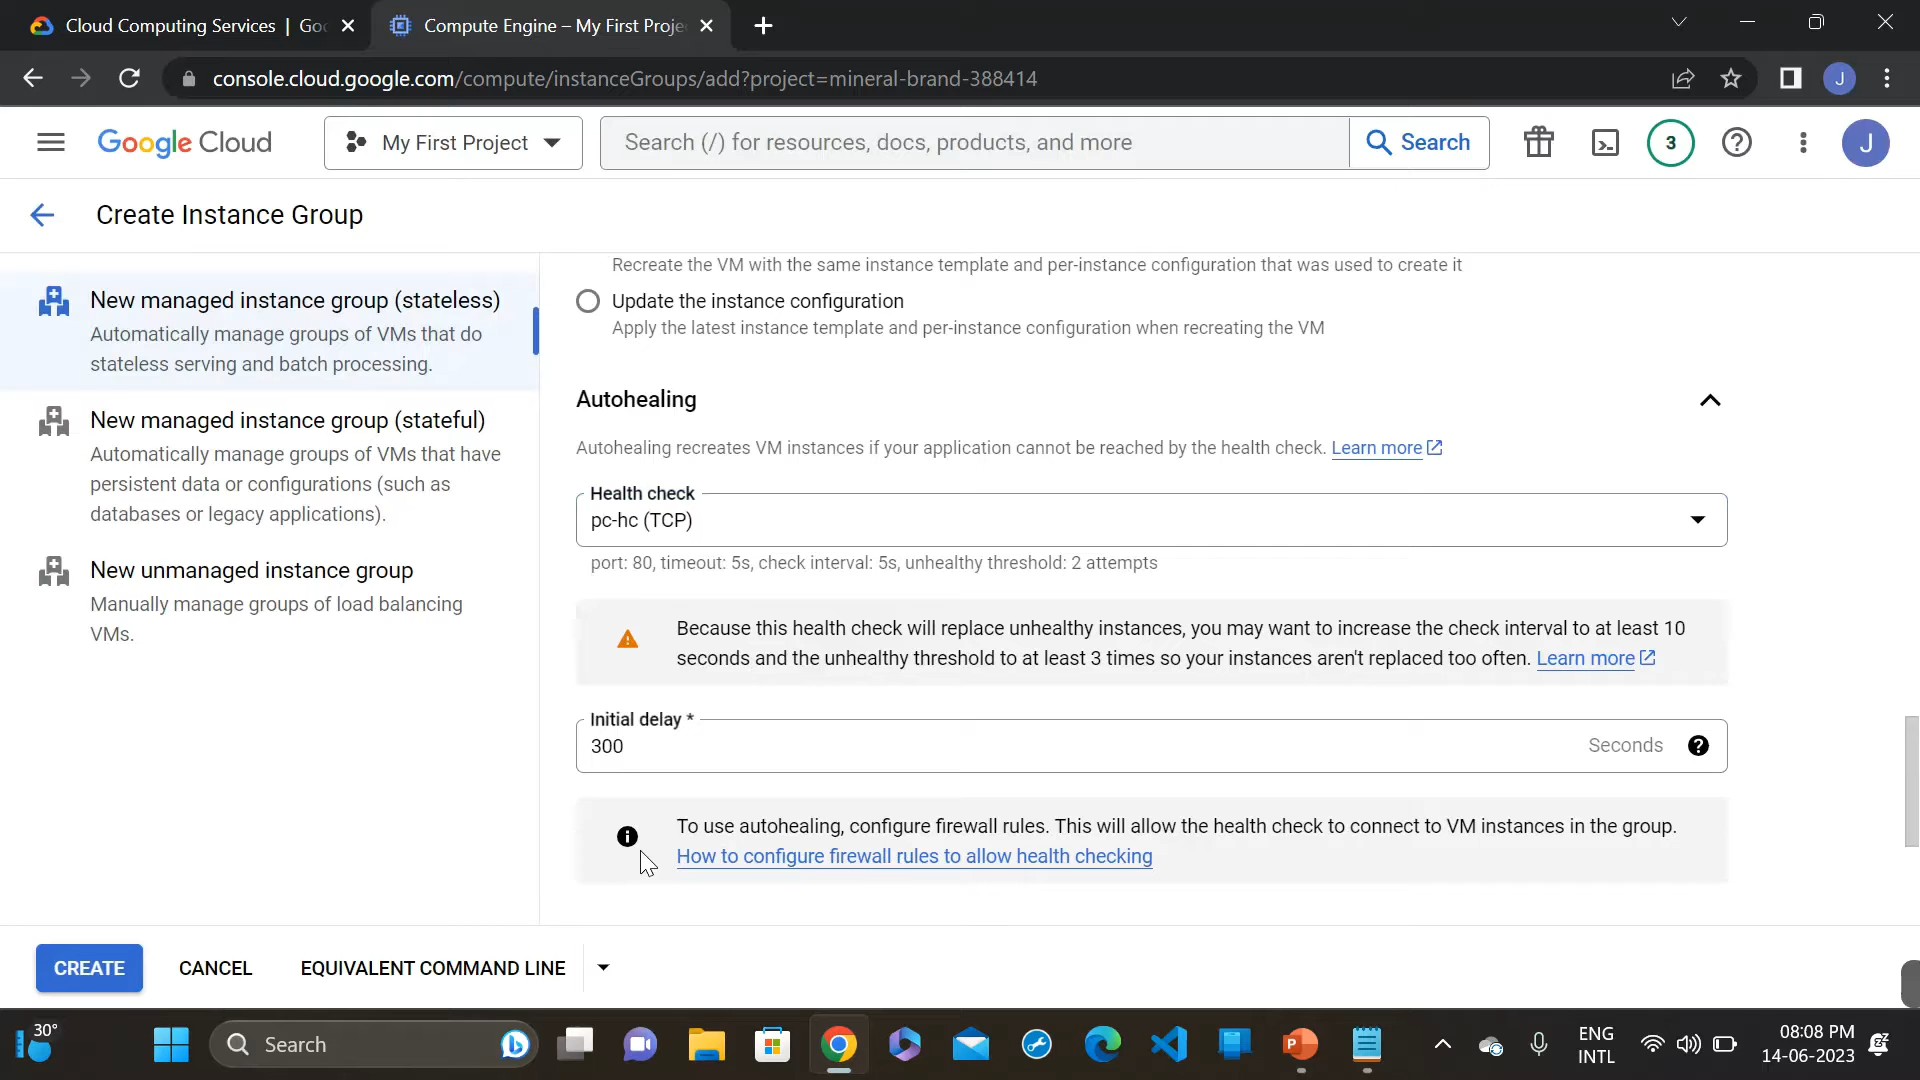 Cloud Computing Services | Goo
Compute Engine – My First Proje
console.cloud.google.com/compute/instanceGroups/add?project=mineral-brand-388414
J
Google Cloud
My First Project
Search (/) for resources, docs, products, and more
Search
3
J
Create Instance Group
New managed instance group (stateless)
Automatically manage groups of VMs that do
stateless serving and batch processing.
New managed instance group (stateful)
Automatically manage groups of VMs that have
persistent data or configurations (such as
databases or legacy applications).
New unmanaged instance group
Manually manage groups of load balancing
VMs.
Recreate the VM with the same instance template and per-instance configuration that was used to create it
Update the instance configuration
Apply the latest instance template and per-instance configuration when recreating the VM
Autohealing
Autohealing recreates VM instances if your application cannot be reached by the health check. Learn more
Health check
pc-hc (TCP)
port: 80, timeout: 5s, check interval: 5s, unhealthy threshold: 2 attempts
Because this health check will replace unhealthy instances, you may want to increase the check interval to at least 10
seconds and the unhealthy threshold to at least 3 times so your instances aren't replaced too often. Learn more
Initial delay *
300
Seconds
To use autohealing, configure firewall rules. This will allow the health check to connect to VM instances in the group.
How to configure firewall rules to allow health checking
CREATE
CANCEL
EQUIVALENT COMMAND LINE
30°
Search
ENG
INTL
08:08 PM
14-06-2023